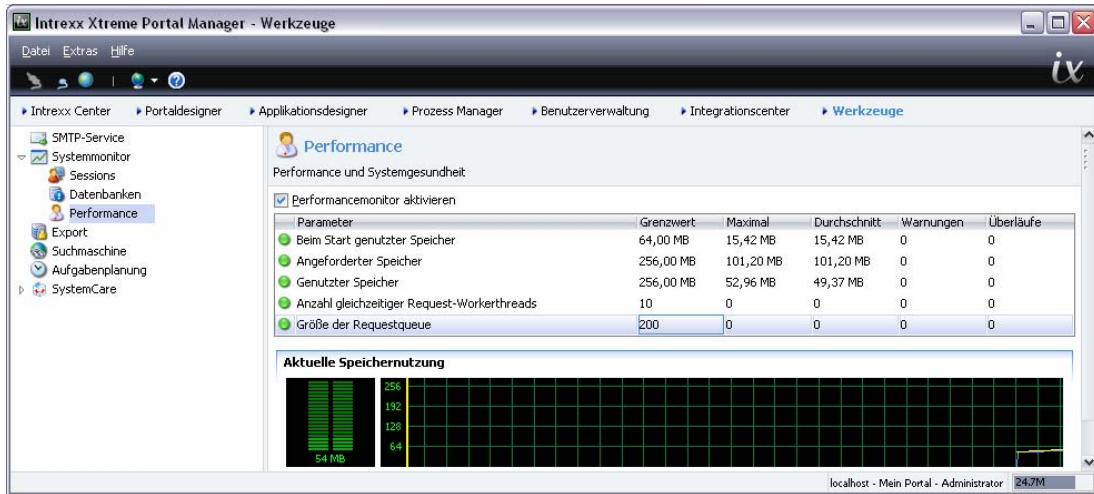 ix Intrexx Xtreme Portal Manager - Werkzeuge
Datei Extras Hilfe
ix
Intrexx Center Portaldesigner Applikationsdesigner Prozess Manager Benutzerverwaltung Integrationscenter Werkzeuge
SMTP-Service
Systemmonitor
Sessions
Datenbanken
Performance
Export
Suchmaschine
Aufgabenplanung
SystemCare
Performance
Performance und Systemgesundheit
Performancemonitor aktivieren
Parameter Grenzwert Maximal Durchschnitt Warnungen Überläufe
Beim Start genutzter Speicher 64,00 MB 15,42 MB 15,42 MB 0 0
Angeforderter Speicher 256,00 MB 101,20 MB 101,20 MB 0 0
Genutzter Speicher 256,00 MB 52,96 MB 49,37 MB 0 0
Anzahl gleichzeitiger Request-Workerthreads 10 0 0 0 0
Größe der Requestqueue 200 0 0 0 0
Aktuelle Speichernutzung
256
192
128
64
54 MB
localhost - Mein Portal - Administrator 24.7M